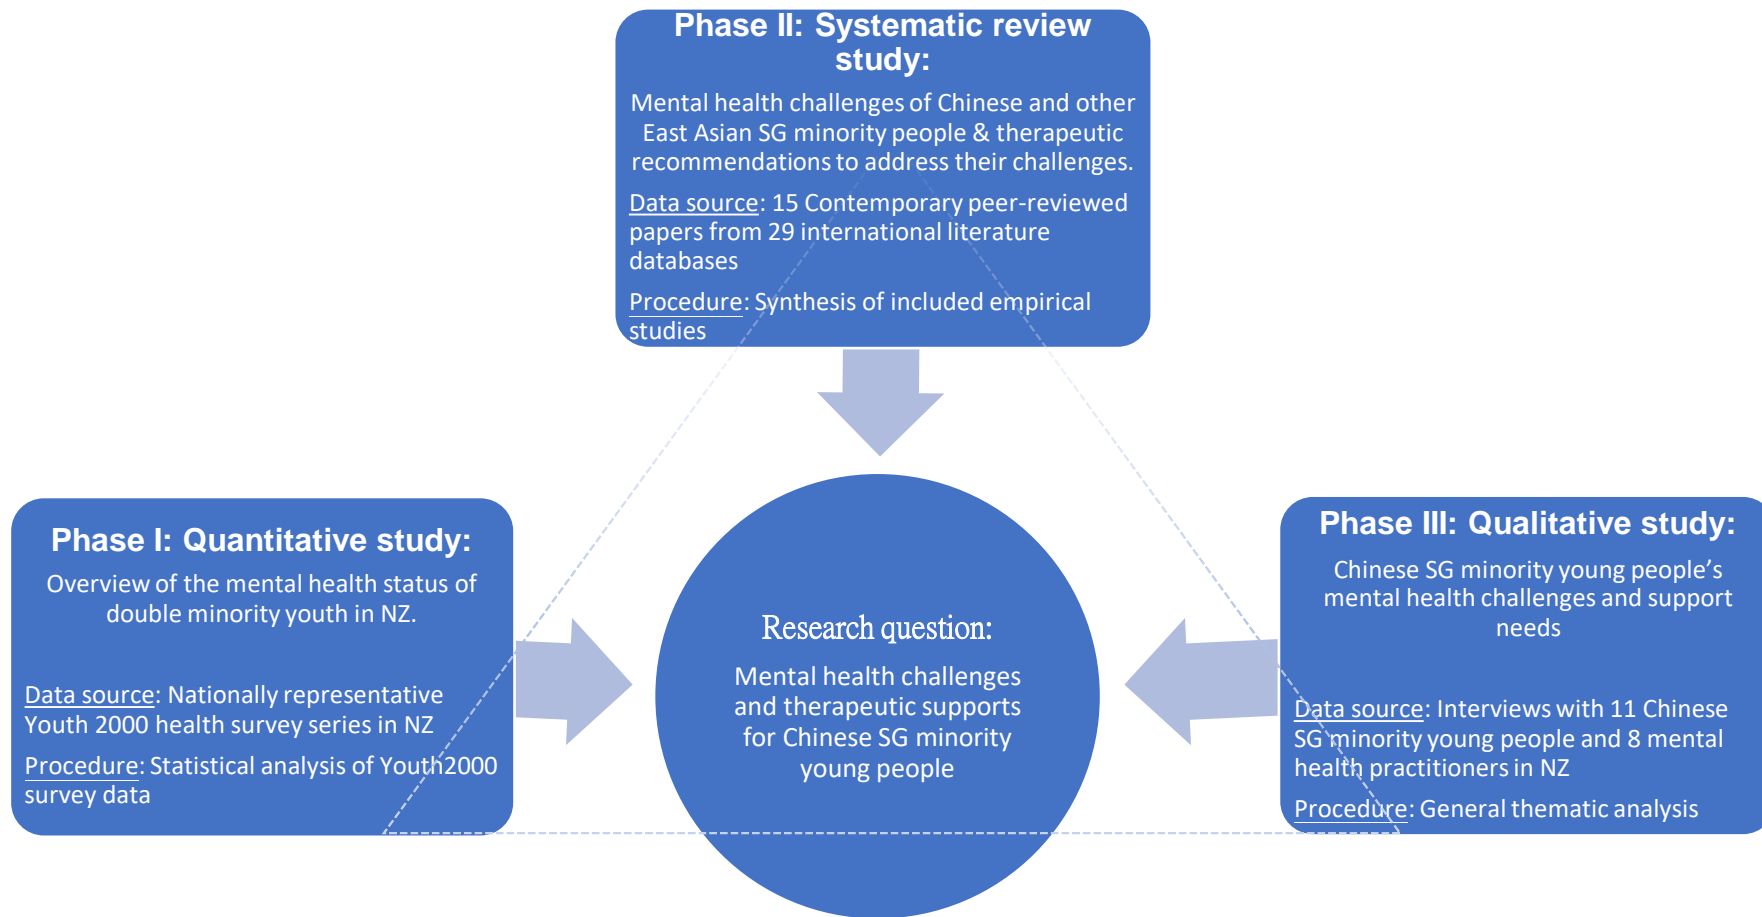 Phase II: Systematic review
study:
Mental health challenges of Chinese and other
East Asian SG minority people & therapeutic
recommendations to address their challenges.
Data source: 15 Contemporary peer-reviewed
papers from 29 international literature
databases
Procedure: Synthesis of included empirical
studies
Phase I: Quantitative study:
Overview of the mental health status of
double minority youth in NZ.
Data source: Nationally representative
Youth 2000 health survey series in NZ
Procedure: Statistical analysis of Youth2000
survey data
Research question:
Mental health challenges
and therapeutic supports
for Chinese SG minority
young people
Phase III: Qualitative study:
Chinese SG minority young people’s
mental health challenges and support
needs
Data source: Interviews with 11 Chinese
SG minority young people and 8 mental
health practitioners in NZ
Procedure: General thematic analysis